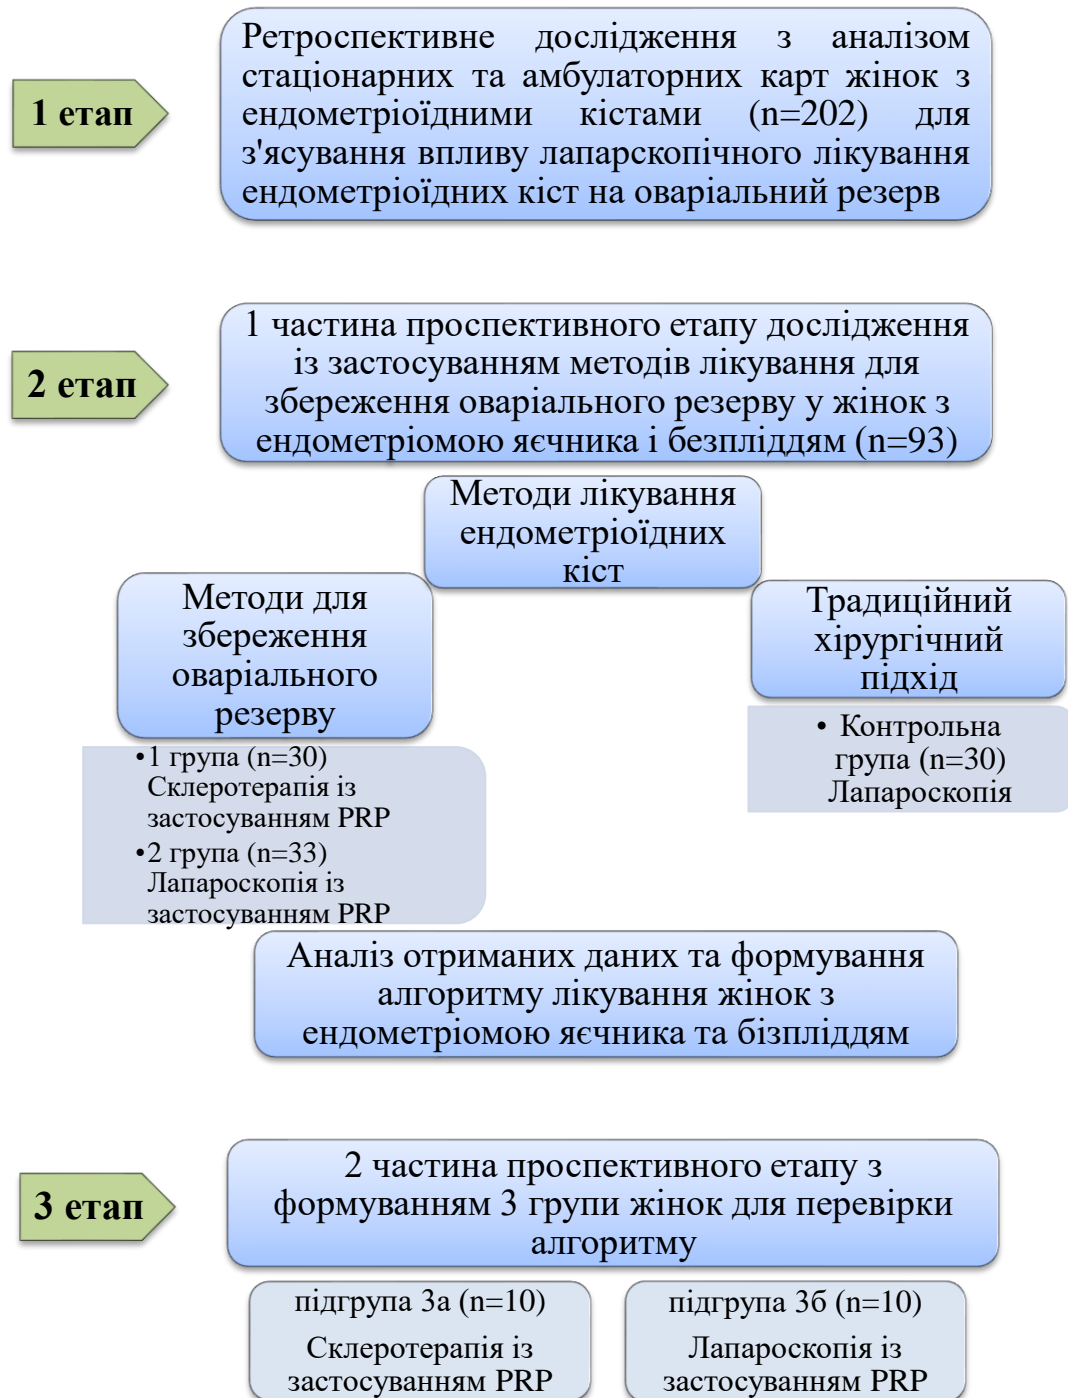 1 етап
Ретроспективне дослідження з аналізом
стаціонарних та амбулаторних карт жінок з
ендометріоїдними кістами (n=202) для
з'ясування впливу лапарскопічного лікування
ендометріоїдних кіст на оваріальний резерв
2 етап
1 частина проспективного етапу дослідження
із застосуванням методів лікування для
збереження оваріального резерву у жінок з
ендометріомою яєчника і безпліддям (n=93)
Методи лікування
ендометріоїдних
кіст
Методи для
збереження
оваріального
резерву
•1 група (n=30)
Склеротерапія із
застосуванням PRP
•2 група (n=33)
Лапароскопія із
застосуванням PRP
Традиційний
хірургічний
підхід
• Контрольна
група (n=30)
Лапароскопія
Аналіз отриманих даних та формування
алгоритму лікування жінок з
ендометріомою яєчника та бізпліддям
3 етап
2 частина проспективного етапу з
формуванням 3 групи жінок для перевірки
алгоритму
підгрупа 3а (n=10)
Склеротерапія із
застосуванням PRP
підгрупа 3б (n=10)
Лапароскопія із
застосуванням PRP